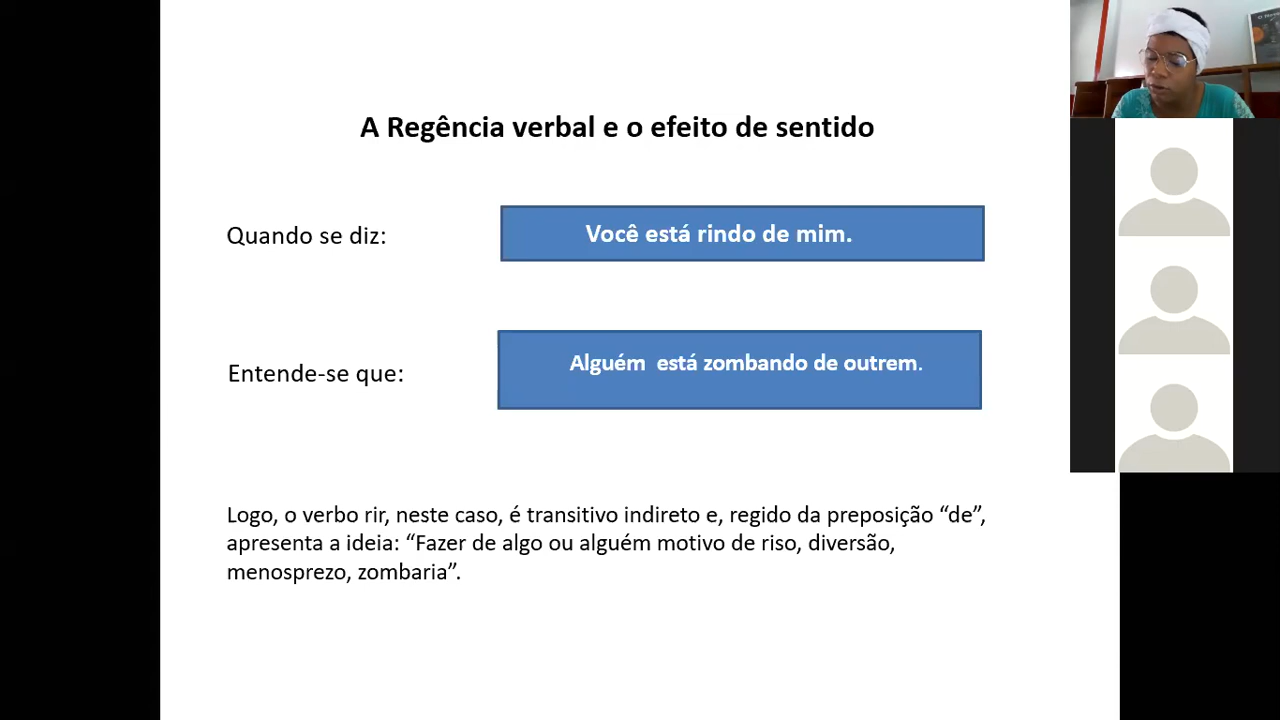 A Regência verbal e o efeito de sentido
Quando se diz:
Você está rindo de mim.
Entende-se que:
Alguém está zombando de outrem.
Logo, o verbo rir, neste caso, é transitivo indireto e, regido da preposição “de”,
apresenta a ideia: “Fazer de algo ou alguém motivo de riso, diversão,
menosprezo, zombaria”.